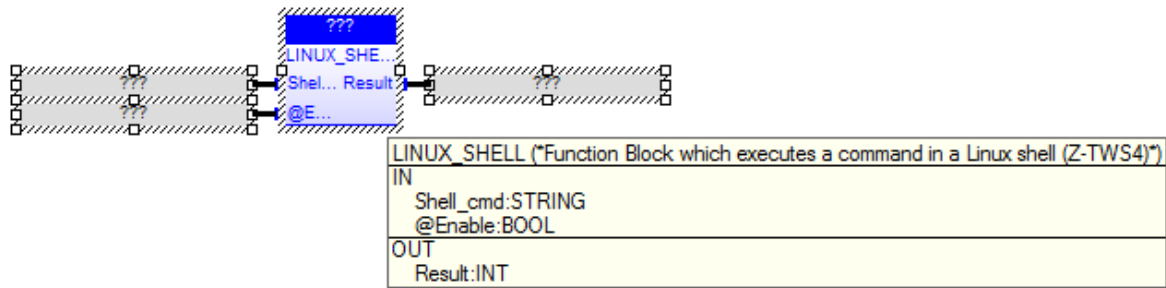 ???
LINUX_SHE...
??? Shel... Result ???
??? @E...
LINUX_SHELL (*Function Block which executes a command in a Linux shell (Z-TWS4)*)
IN
Shell_cmd:STRING
@Enable:BOOL
OUT
Result:INT